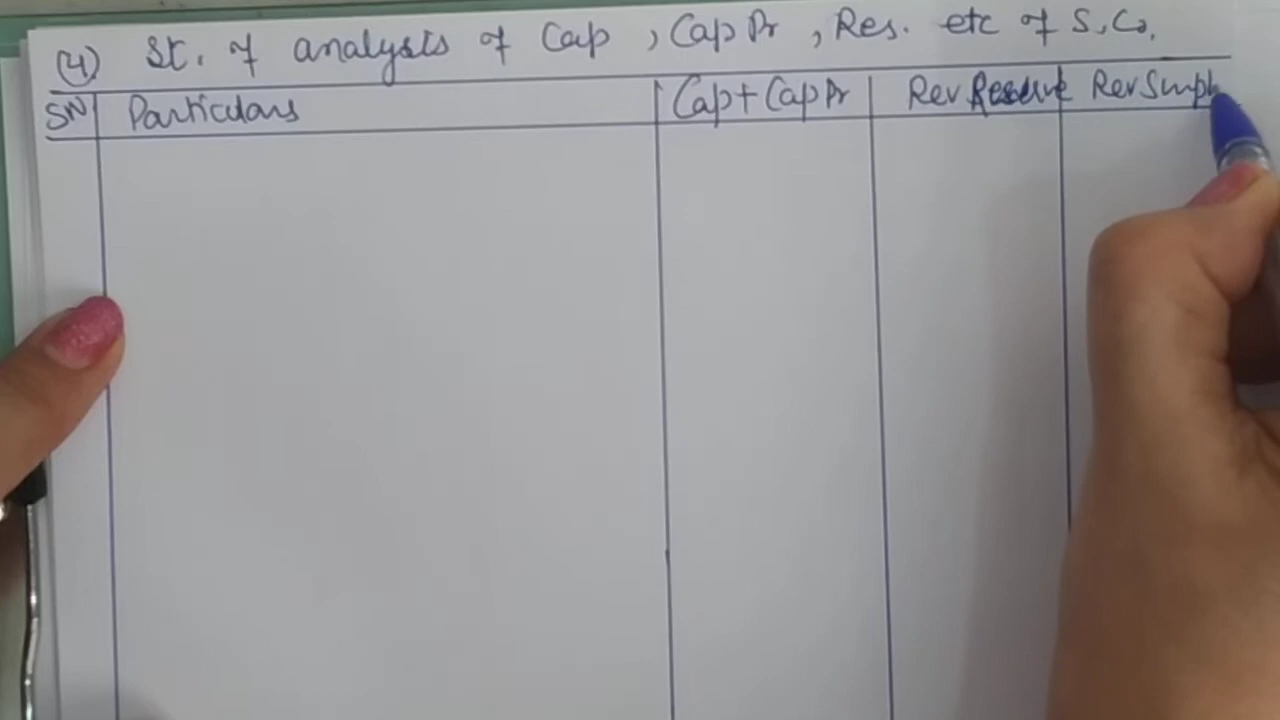 (4) St. of analysis of Cap , Cap Pr , Res. etc of S. Co.
SN Particulars Cap + Cap Pr Rev Reserve Rev Surplu